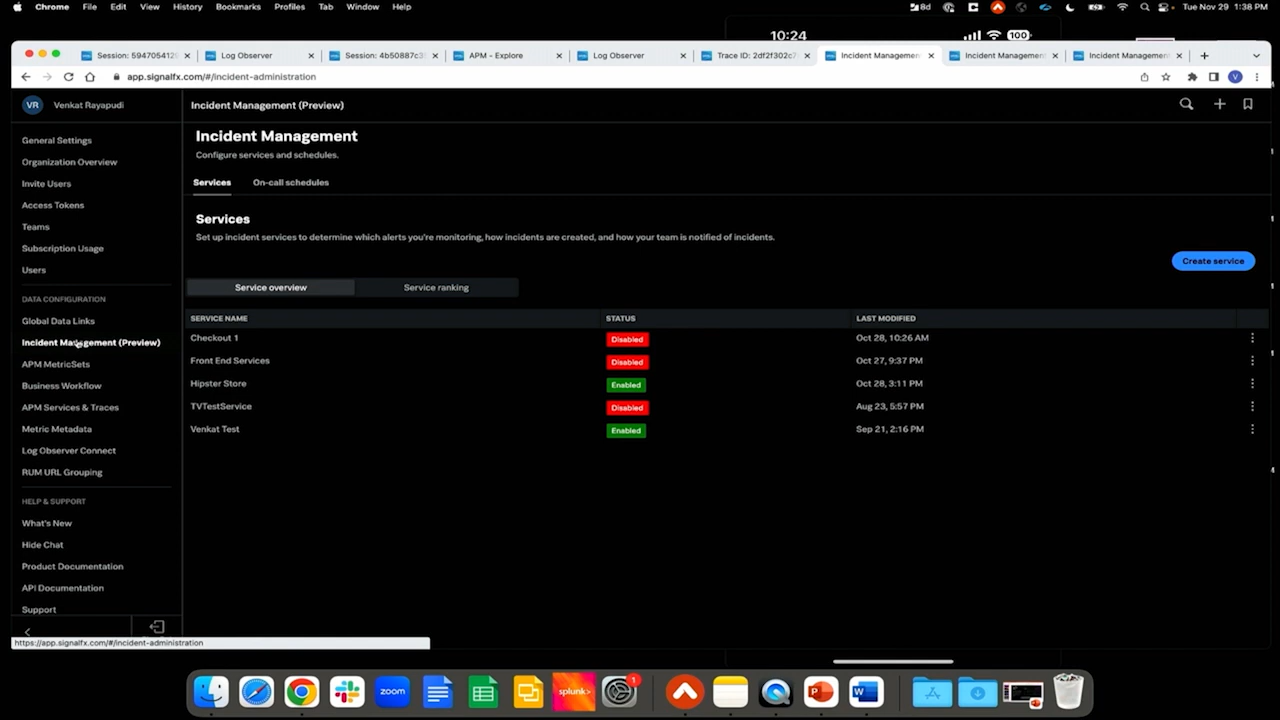 Chrome File Edit View History Bookmarks Profiles Tab Window Help
8d
Tue Nov 29 1:38 PM
10:24
100
Session: 5947054125
Log Observer
Session: 4b50887c3
APM - Explore
Log Observer
Trace ID: 2df2f302c7
Incident Management
Incident Management
Incident Management
app.signalfx.com/#/incident-administration
V
VR
Venkat Rayapudi
Incident Management (Preview)
General Settings
Organization Overview
Invite Users
Access Tokens
Teams
Subscription Usage
Users
DATA CONFIGURATION
Global Data Links
Incident Management (Preview)
APM MetricSets
Business Workflow
APM Services & Traces
Metric Metadata
Log Observer Connect
RUM URL Grouping
HELP & SUPPORT
What's New
Hide Chat
Product Documentation
API Documentation
Support
Incident Management
Configure services and schedules.
Services On-call schedules
Services
Set up incident services to determine which alerts you're monitoring, how incidents are created, and how your team is notified of incidents.
Create service
Service overview Service ranking
SERVICE NAME STATUS LAST MODIFIED
Checkout 1 Disabled Oct 28, 10:26 AM
Front End Services Disabled Oct 27, 9:37 PM
Hipster Store Enabled Oct 28, 3:11 PM
TVTestService Disabled Aug 23, 5:57 PM
Venkat Test Enabled Sep 21, 2:16 PM
https://app.signalfx.com/#/incident-administration
zoom
splunk>
1
W